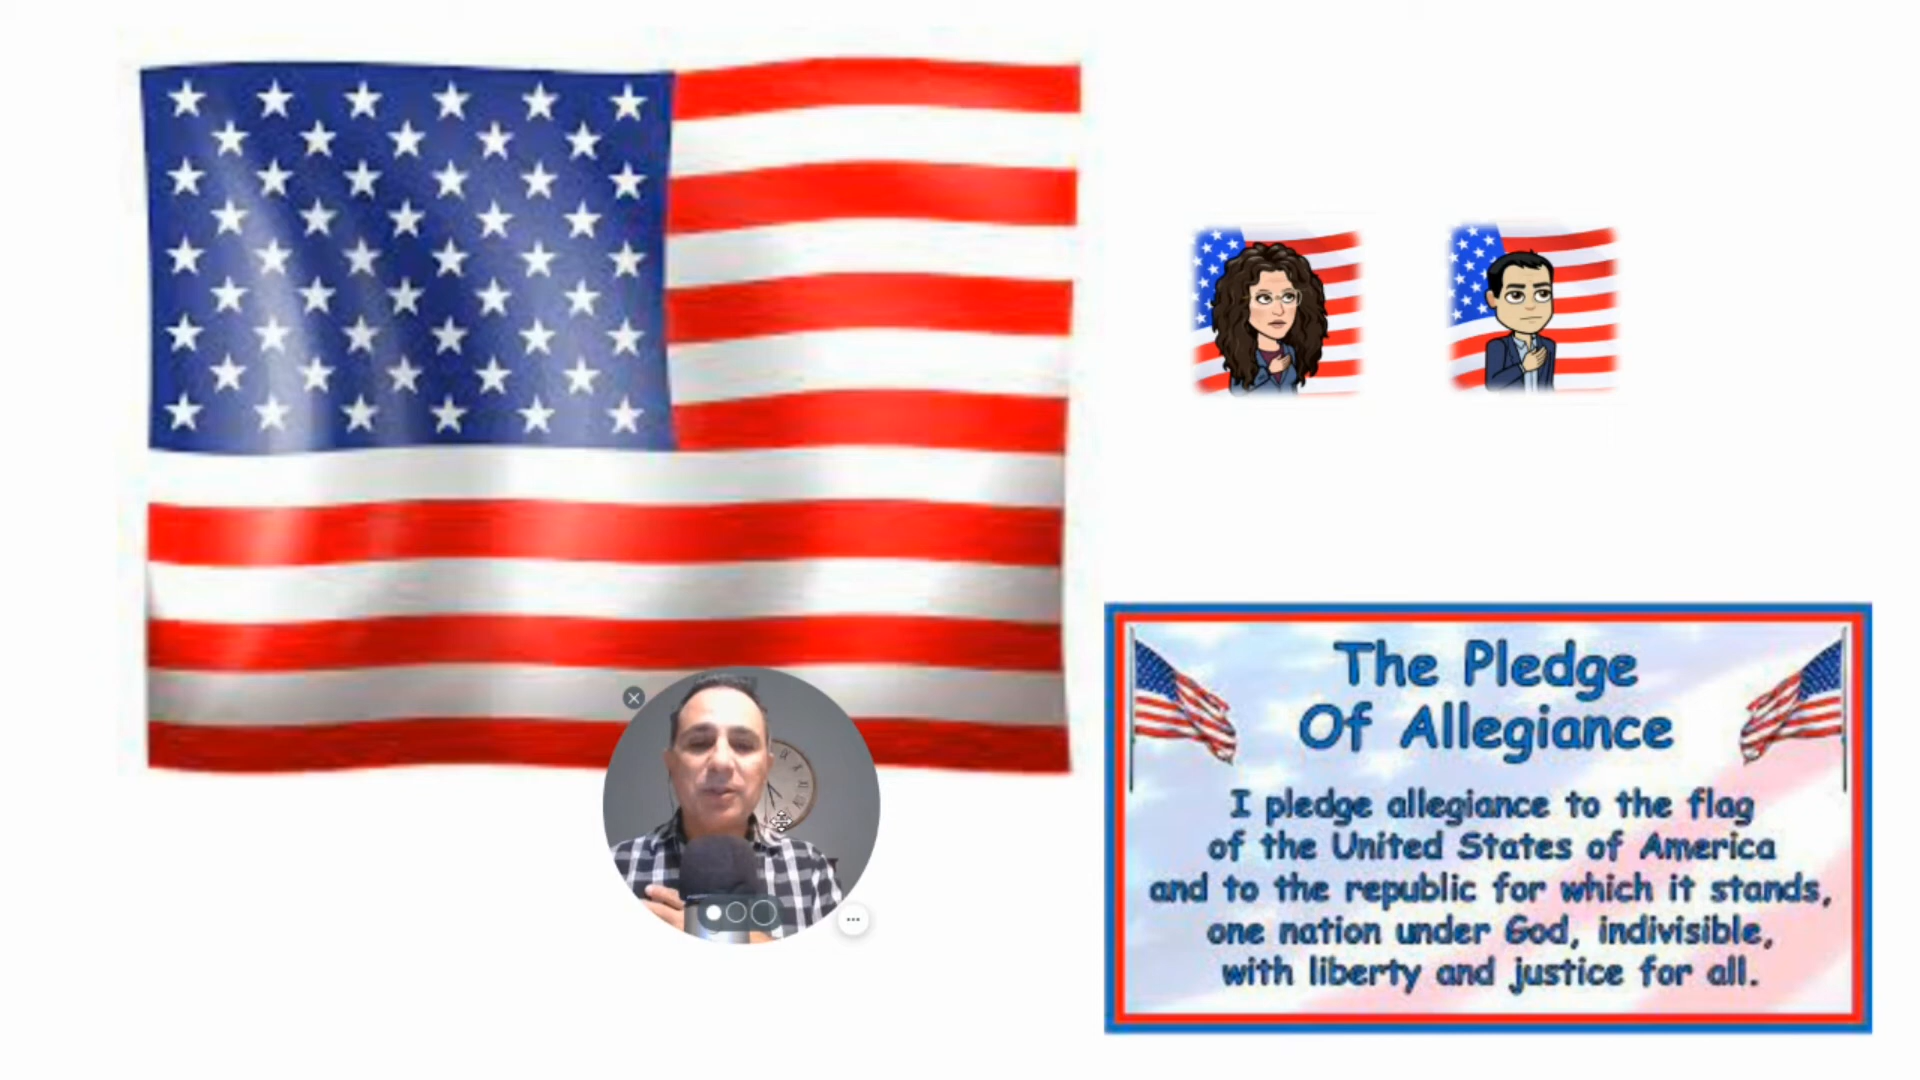 The Pledge
Of Allegiance
I pledge allegiance to the flag
of the United States of America
and to the republic for which it stands,
one nation under God, indivisible,
with liberty and justice for all.